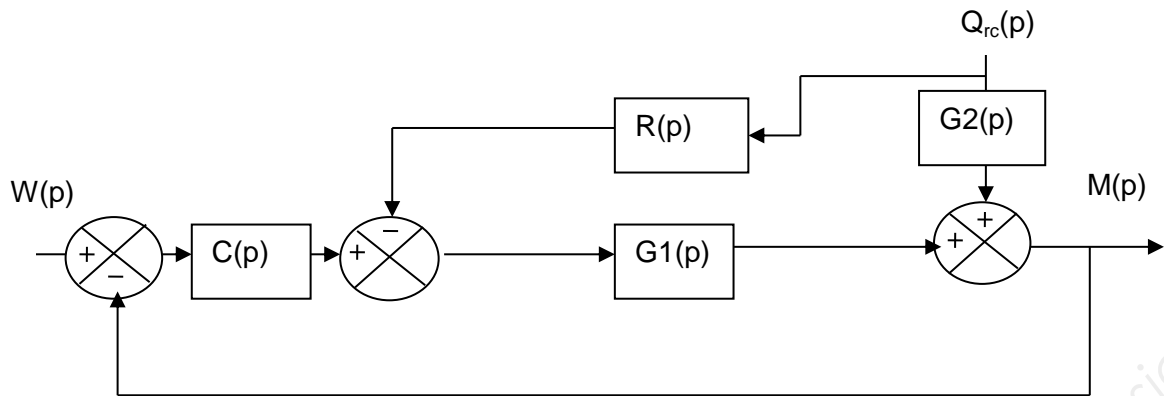 Qrc(p)
R(p)
G2(p)
W(p)
M(p)
+
−
C(p)
+
−
G1(p)
+
+